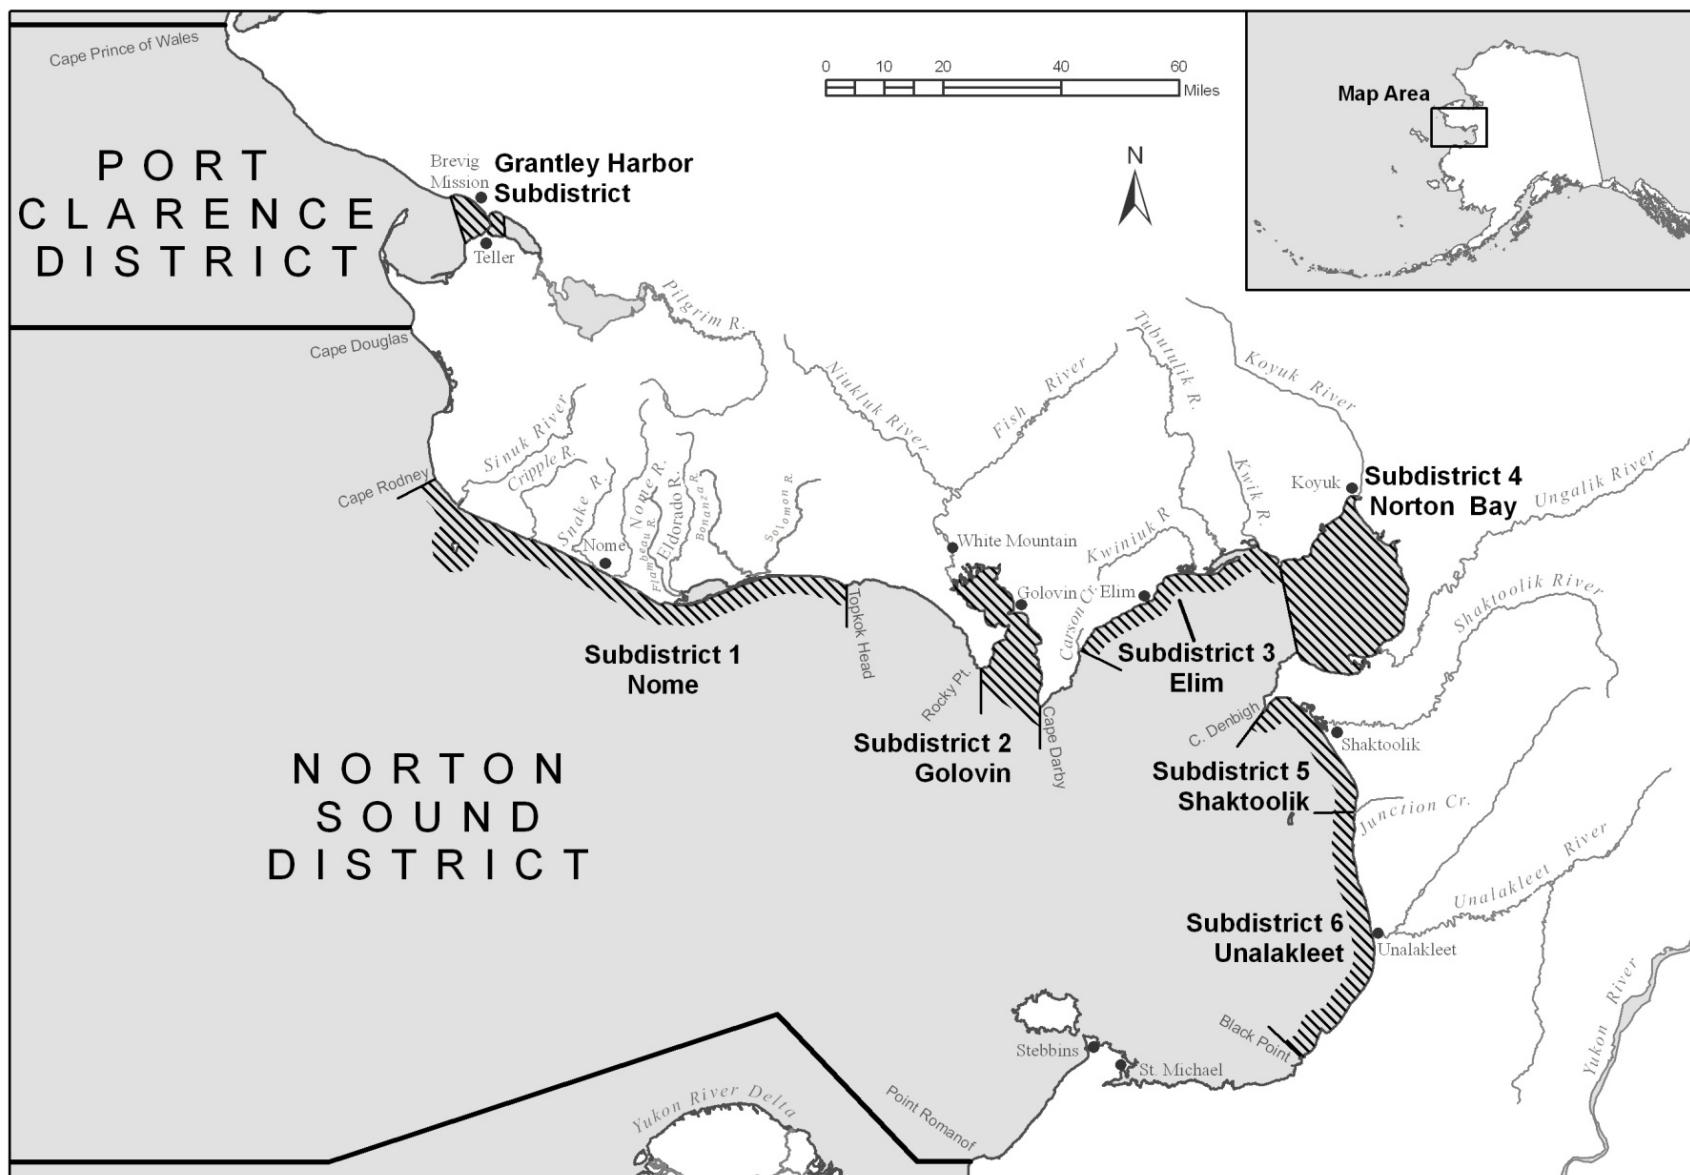 Cape Prince of Wales
0 10 20 40 60
Miles
Map Area
N
PORT
CLARENCE
DISTRICT
Brevig
Mission
Grantley Harbor
Subdistrict
Teller
Pilgrim R.
Cape Douglas
Niukluk River
Fish River
Tubutulik R.
Koyuk River
Sinuk River
Cripple R.
Cape Rodney
Snake R.
Nome R.
Flambeau R.
Eldorado R.
Bonanza R.
Solomon R.
Nome
Kwik R.
Koyuk
Subdistrict 4
Norton Bay
Ungalik River
White Mountain
Kwiniuk R
Golovin
Elim
Carson Cr.
Shaktoolik River
Topkok Head
Subdistrict 1
Nome
Rocky Pt.
Subdistrict 3
Elim
C. Denbigh
Cape Darby
Subdistrict 2
Golovin
Shaktoolik
Subdistrict 5
Shaktoolik
Junction Cr.
NORTON
SOUND
DISTRICT
Unalakleet River
Subdistrict 6
Unalakleet
Unalakleet
Yukon River
Black Point
Stebbins
St. Michael
Yukon River Delta
Point Romanof